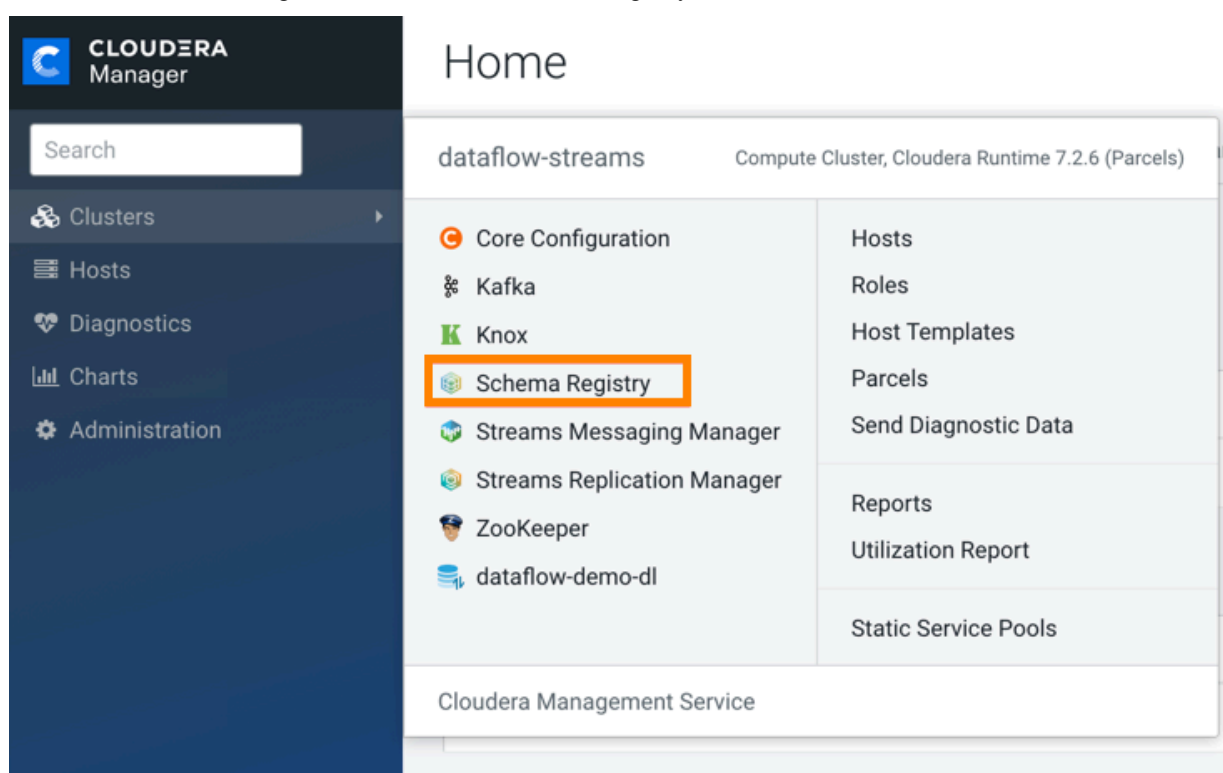 CLOUDERA
Manager
Home
Search
Clusters
Hosts
Diagnostics
Charts
Administration
dataflow-streams
Compute Cluster, Cloudera Runtime 7.2.6 (Parcels)
Core Configuration
Kafka
Knox
Schema Registry
Streams Messaging Manager
Streams Replication Manager
ZooKeeper
dataflow-demo-dl
Hosts
Roles
Host Templates
Parcels
Send Diagnostic Data
Reports
Utilization Report
Static Service Pools
Cloudera Management Service